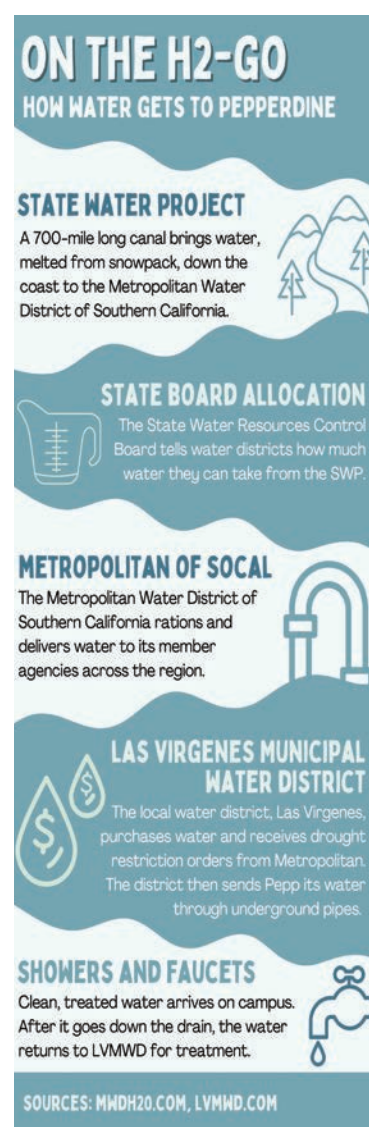 ON THE H2-GO
HOW WATER GETS TO PEPPERDINE
STATE WATER PROJECT
A 700-mile long canal brings water,
melted from snowpack, down the
coast to the Metropolitan Water
District of Southern California.
STATE BOARD ALLOCATION
The State Water Resources Control
Board tells water districts how much
water they can take from the SWP.
METROPOLITAN OF SOCAL
The Metropolitan Water District of
Southern California rations and
delivers water to its member
agencies across the region.
LAS VIRGENES MUNICIPAL
WATER DISTRICT
The local water district, Las Virgenes,
purchases water and receives drought
restriction orders from Metropolitan.
The district then sends Pepp its water
through underground pipes.
$
$
SHOWERS AND FAUCETS
Clean, treated water arrives on campus.
After it goes down the drain, the water
returns to LVMWD for treatment.
SOURCES: MWDH20.COM, LVMWD.COM